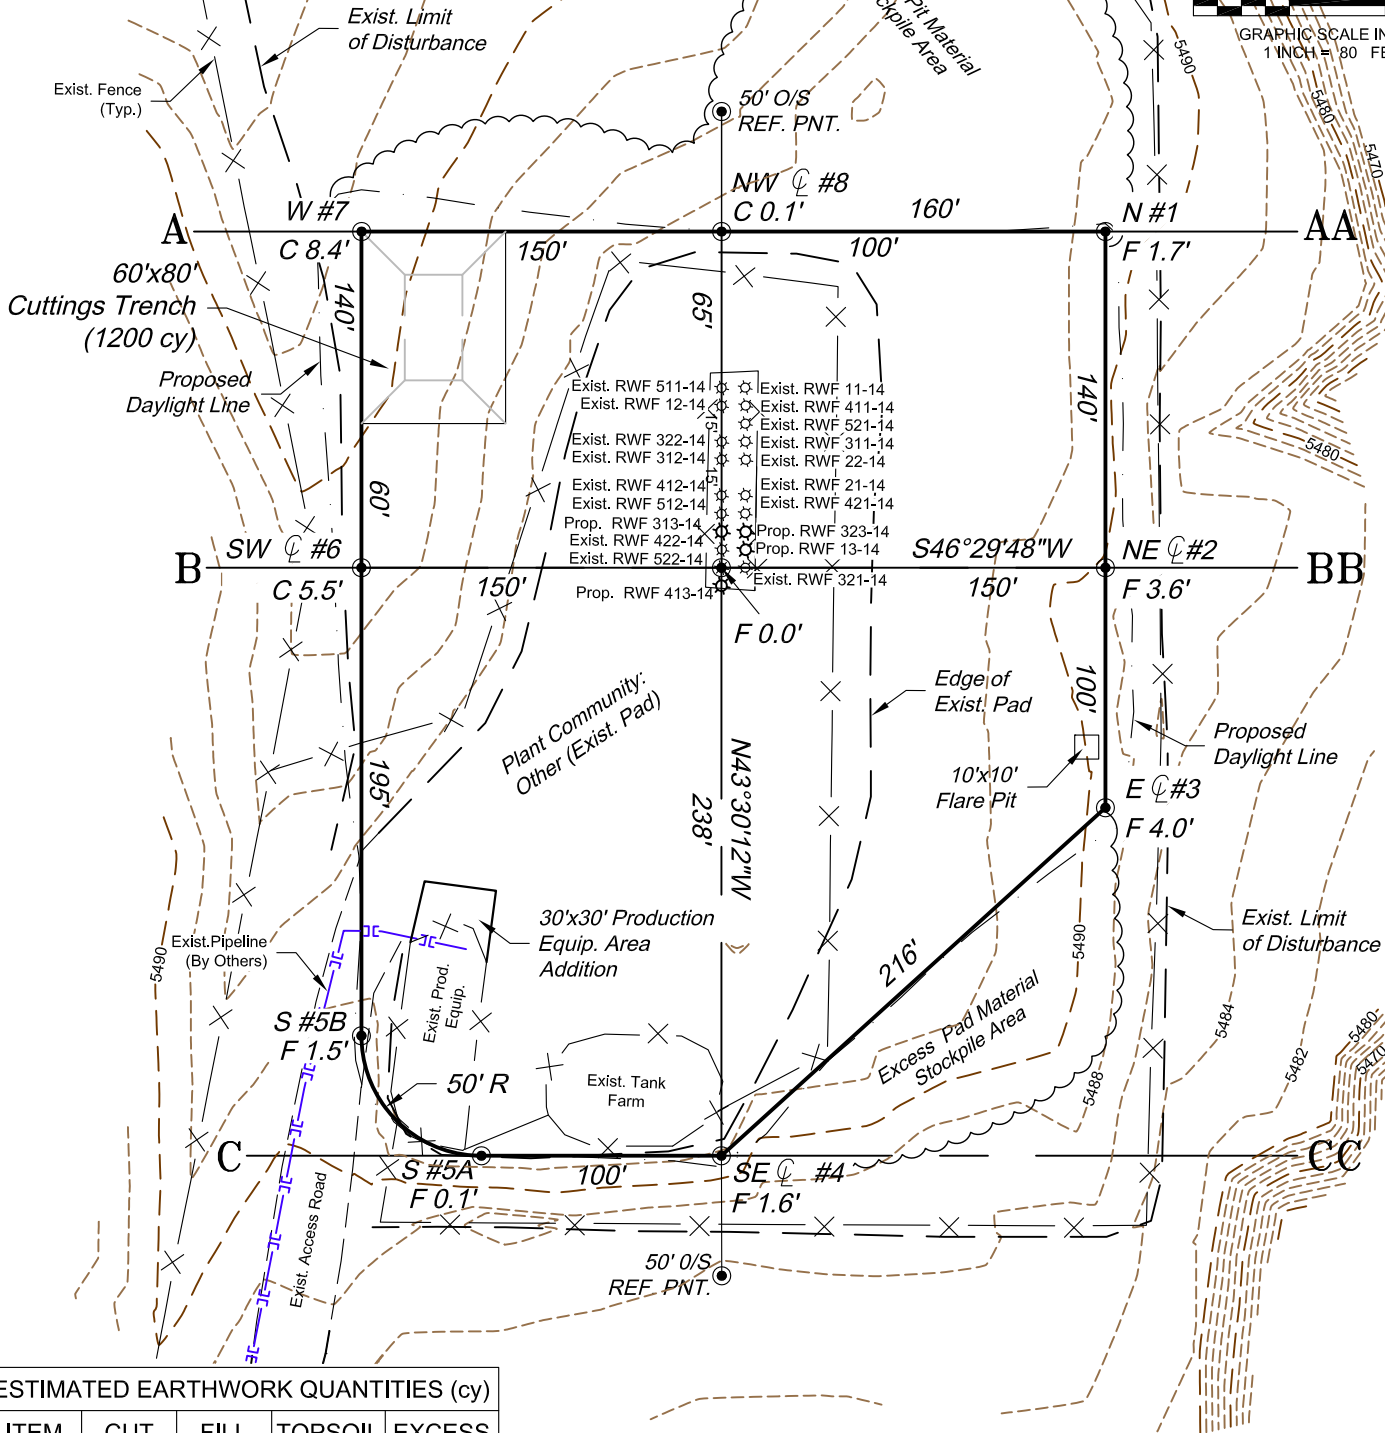 Exist. Limit
of Disturbance
Pit Material
ckpile Area
GRAPHIC SCALE IN
1 INCH = 80 FE
5490
5480
5470
Exist. Fence
(Typ.)
50' O/S
REF. PNT.
NW ℄ #8
C 0.1'
160'
W #7
N #1
A
AA
C 8.4'
150'
100'
F 1.7'
60'x80'
Cuttings Trench
(1200 cy)
140'
65'
Proposed
Daylight Line
140'
Exist. RWF 511-14
Exist. RWF 11-14
Exist. RWF 12-14
Exist. RWF 411-14
15'
Exist. RWF 521-14
Exist. RWF 322-14
Exist. RWF 311-14
Exist. RWF 312-14
Exist. RWF 22-14
15'
5480
Exist. RWF 412-14
Exist. RWF 21-14
Exist. RWF 512-14
Exist. RWF 421-14
60'
Prop. RWF 313-14
Prop. RWF 323-14
Exist. RWF 422-14
Prop. RWF 13-14
Exist. RWF 522-14
Exist. RWF 321-14
Prop. RWF 413-14
SW ℄ #6
S46°29'48"W
NE ℄ #2
B
BB
C 5.5'
150'
150'
F 3.6'
F 0.0'
Edge of
Exist. Pad
100'
Plant Community:
Other (Exist. Pad)
Proposed
Daylight Line
195'
238'
N43°30'12"W
10'x10'
Flare Pit
E ℄ #3
F 4.0'
30'x30' Production
Equip. Area
Addition
216'
Exist. Limit
of Disturbance
5490
Exist.Pipeline
(By Others)
5490
Exist. Prod.
Equip.
Excess Pad Material
Stockpile Area
S #5B
F 1.5'
5484
5480
5470
5482
5488
50' R
Exist. Tank
Farm
C
CC
S #5A
F 0.1'
100'
SE ℄ #4
F 1.6'
Exist. Access Road
50' 0/S
REF. PNT.
ESTIMATED EARTHWORK QUANTITIES (cy)
ITEM CUT FILL TOPSOIL EXCESS